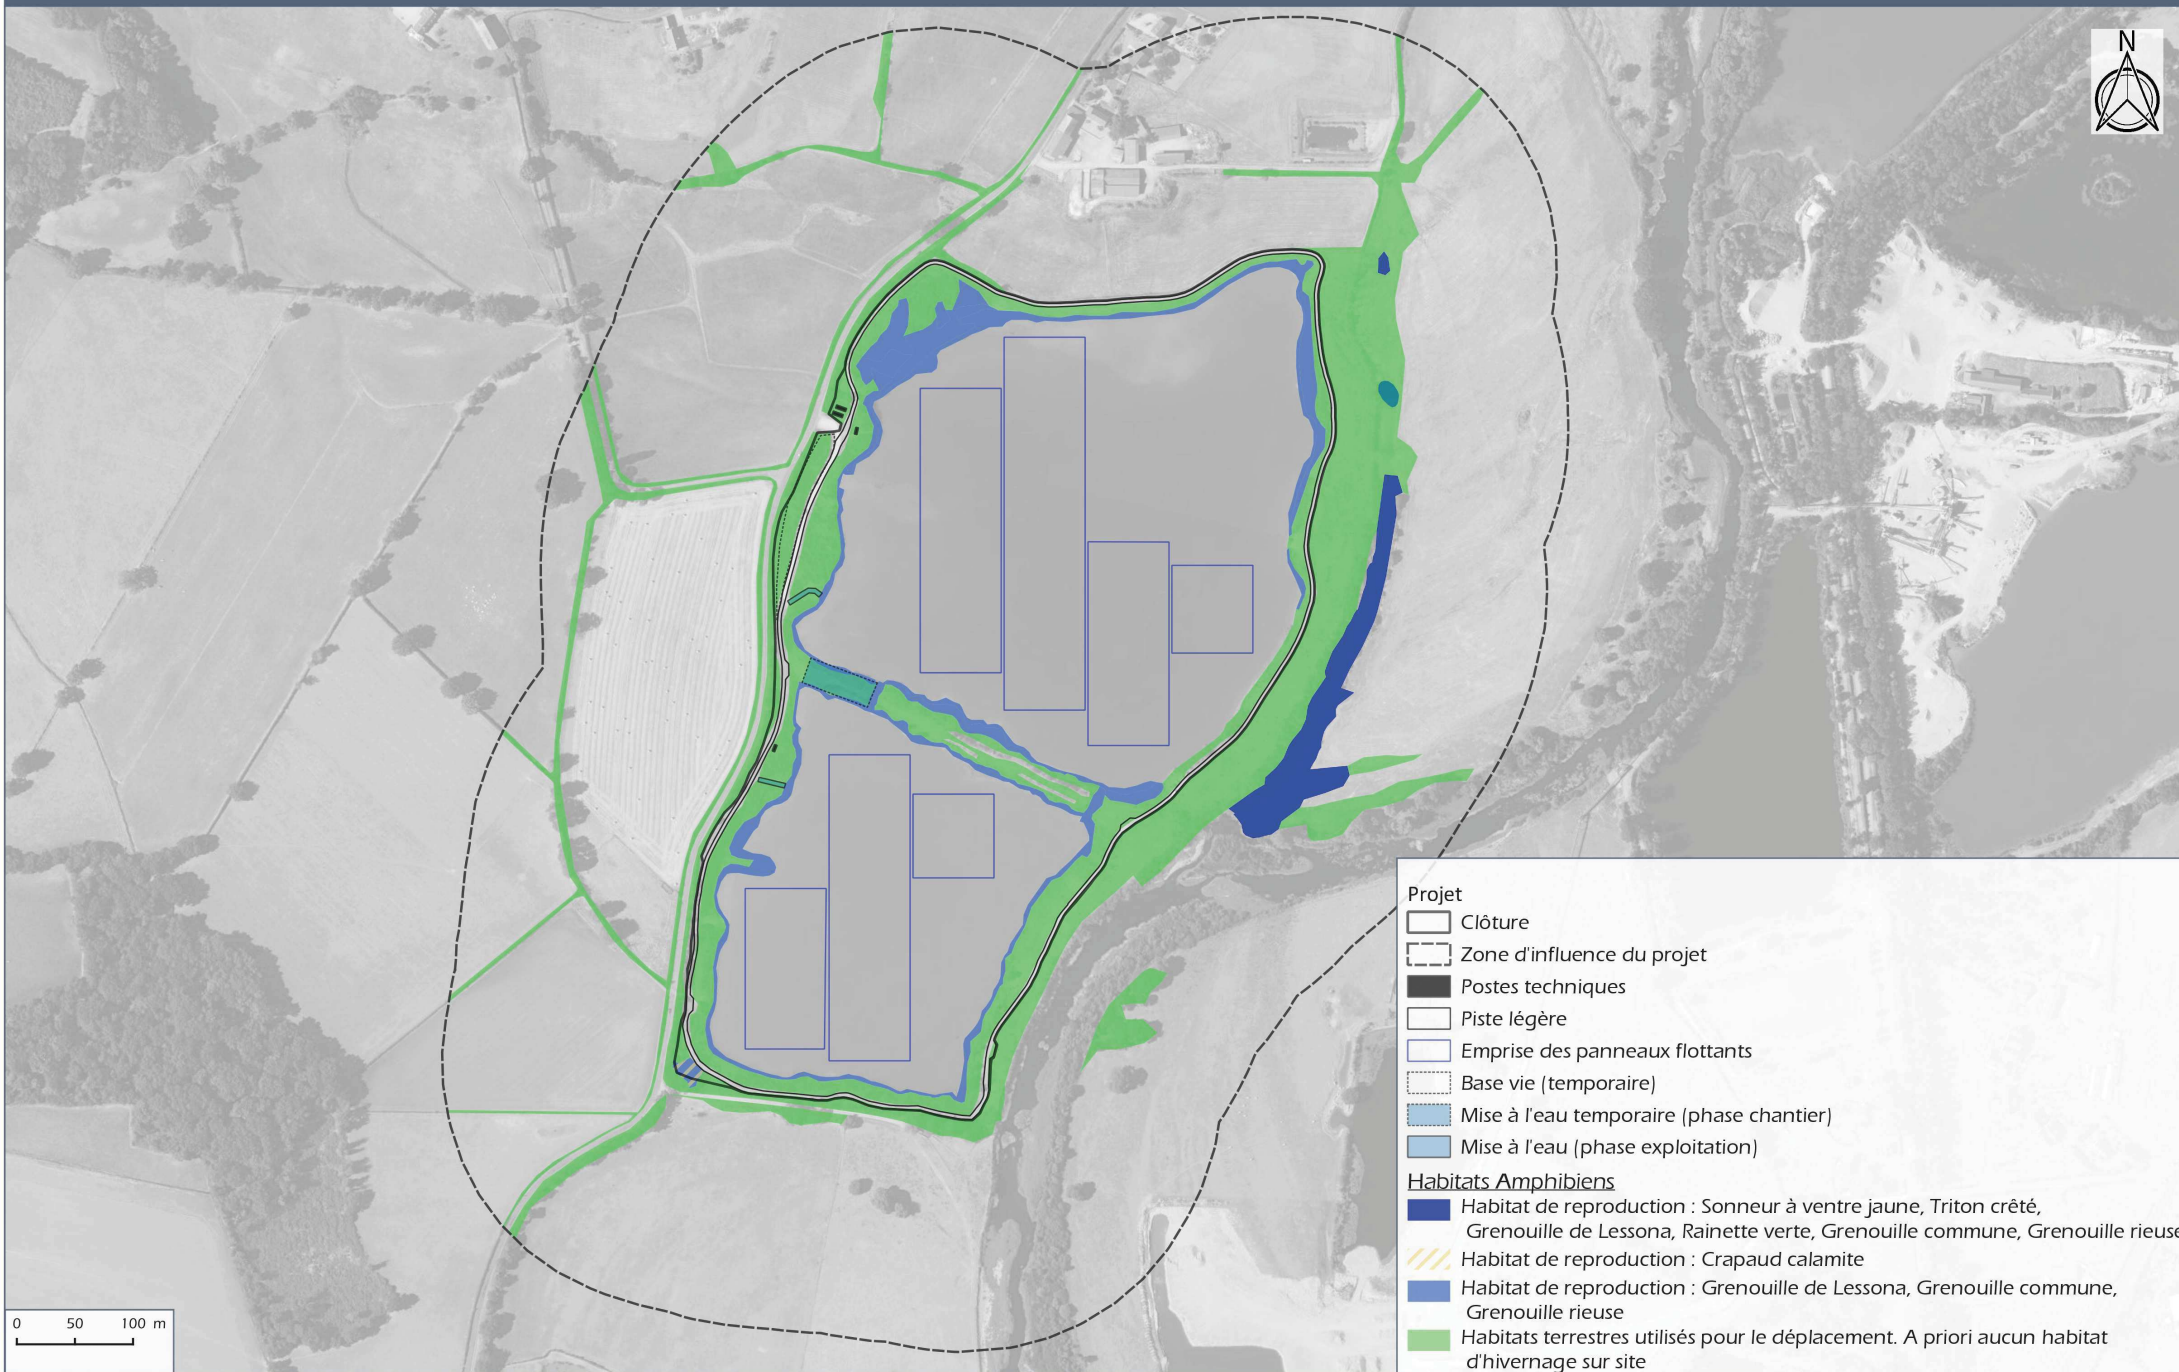 N
Projet
Clôture
Zone d'influence du projet
Postes techniques
Piste légère
Emprise des panneaux flottants
Base vie (temporaire)
Mise à l'eau temporaire (phase chantier)
Mise à l'eau (phase exploitation)
Habitats Amphibiens
Habitat de reproduction : Sonneur à ventre jaune, Triton crêté,
Grenouille de Lessona, Rainette verte, Grenouille commune, Grenouille rieuse
Habitat de reproduction : Crapaud calamite
Habitat de reproduction : Grenouille de Lessona, Grenouille commune,
Grenouille rieuse
Habitats terrestres utilisés pour le déplacement. A priori aucun habitat
d'hivernage sur site
0 50 100 m